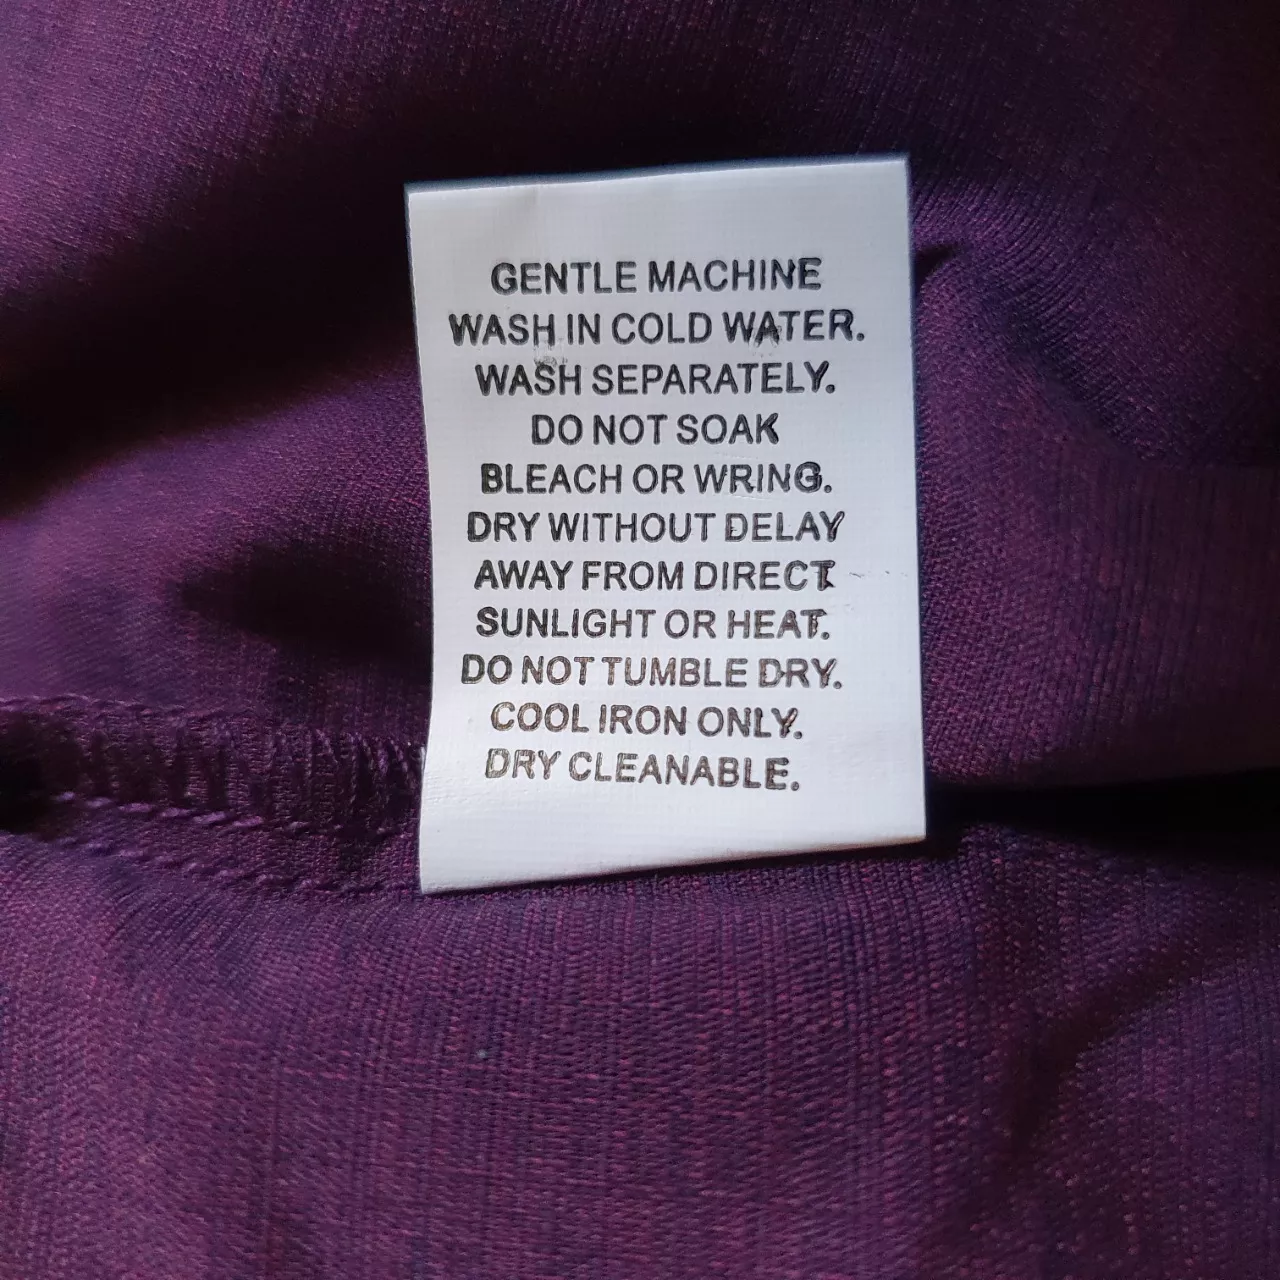 GENTLE MACHINE
WASH IN COLD WATER.
WASH SEPARATELY.
DO NOT SOAK
BLEACH OR WRING.
DRY WITHOUT DELAY
AWAY FROM DIRECT
SUNLIGHT OR HEAT.
DO NOT TUMBLE DRY.
COOL IRON ONLY.
DRY CLEANABLE.